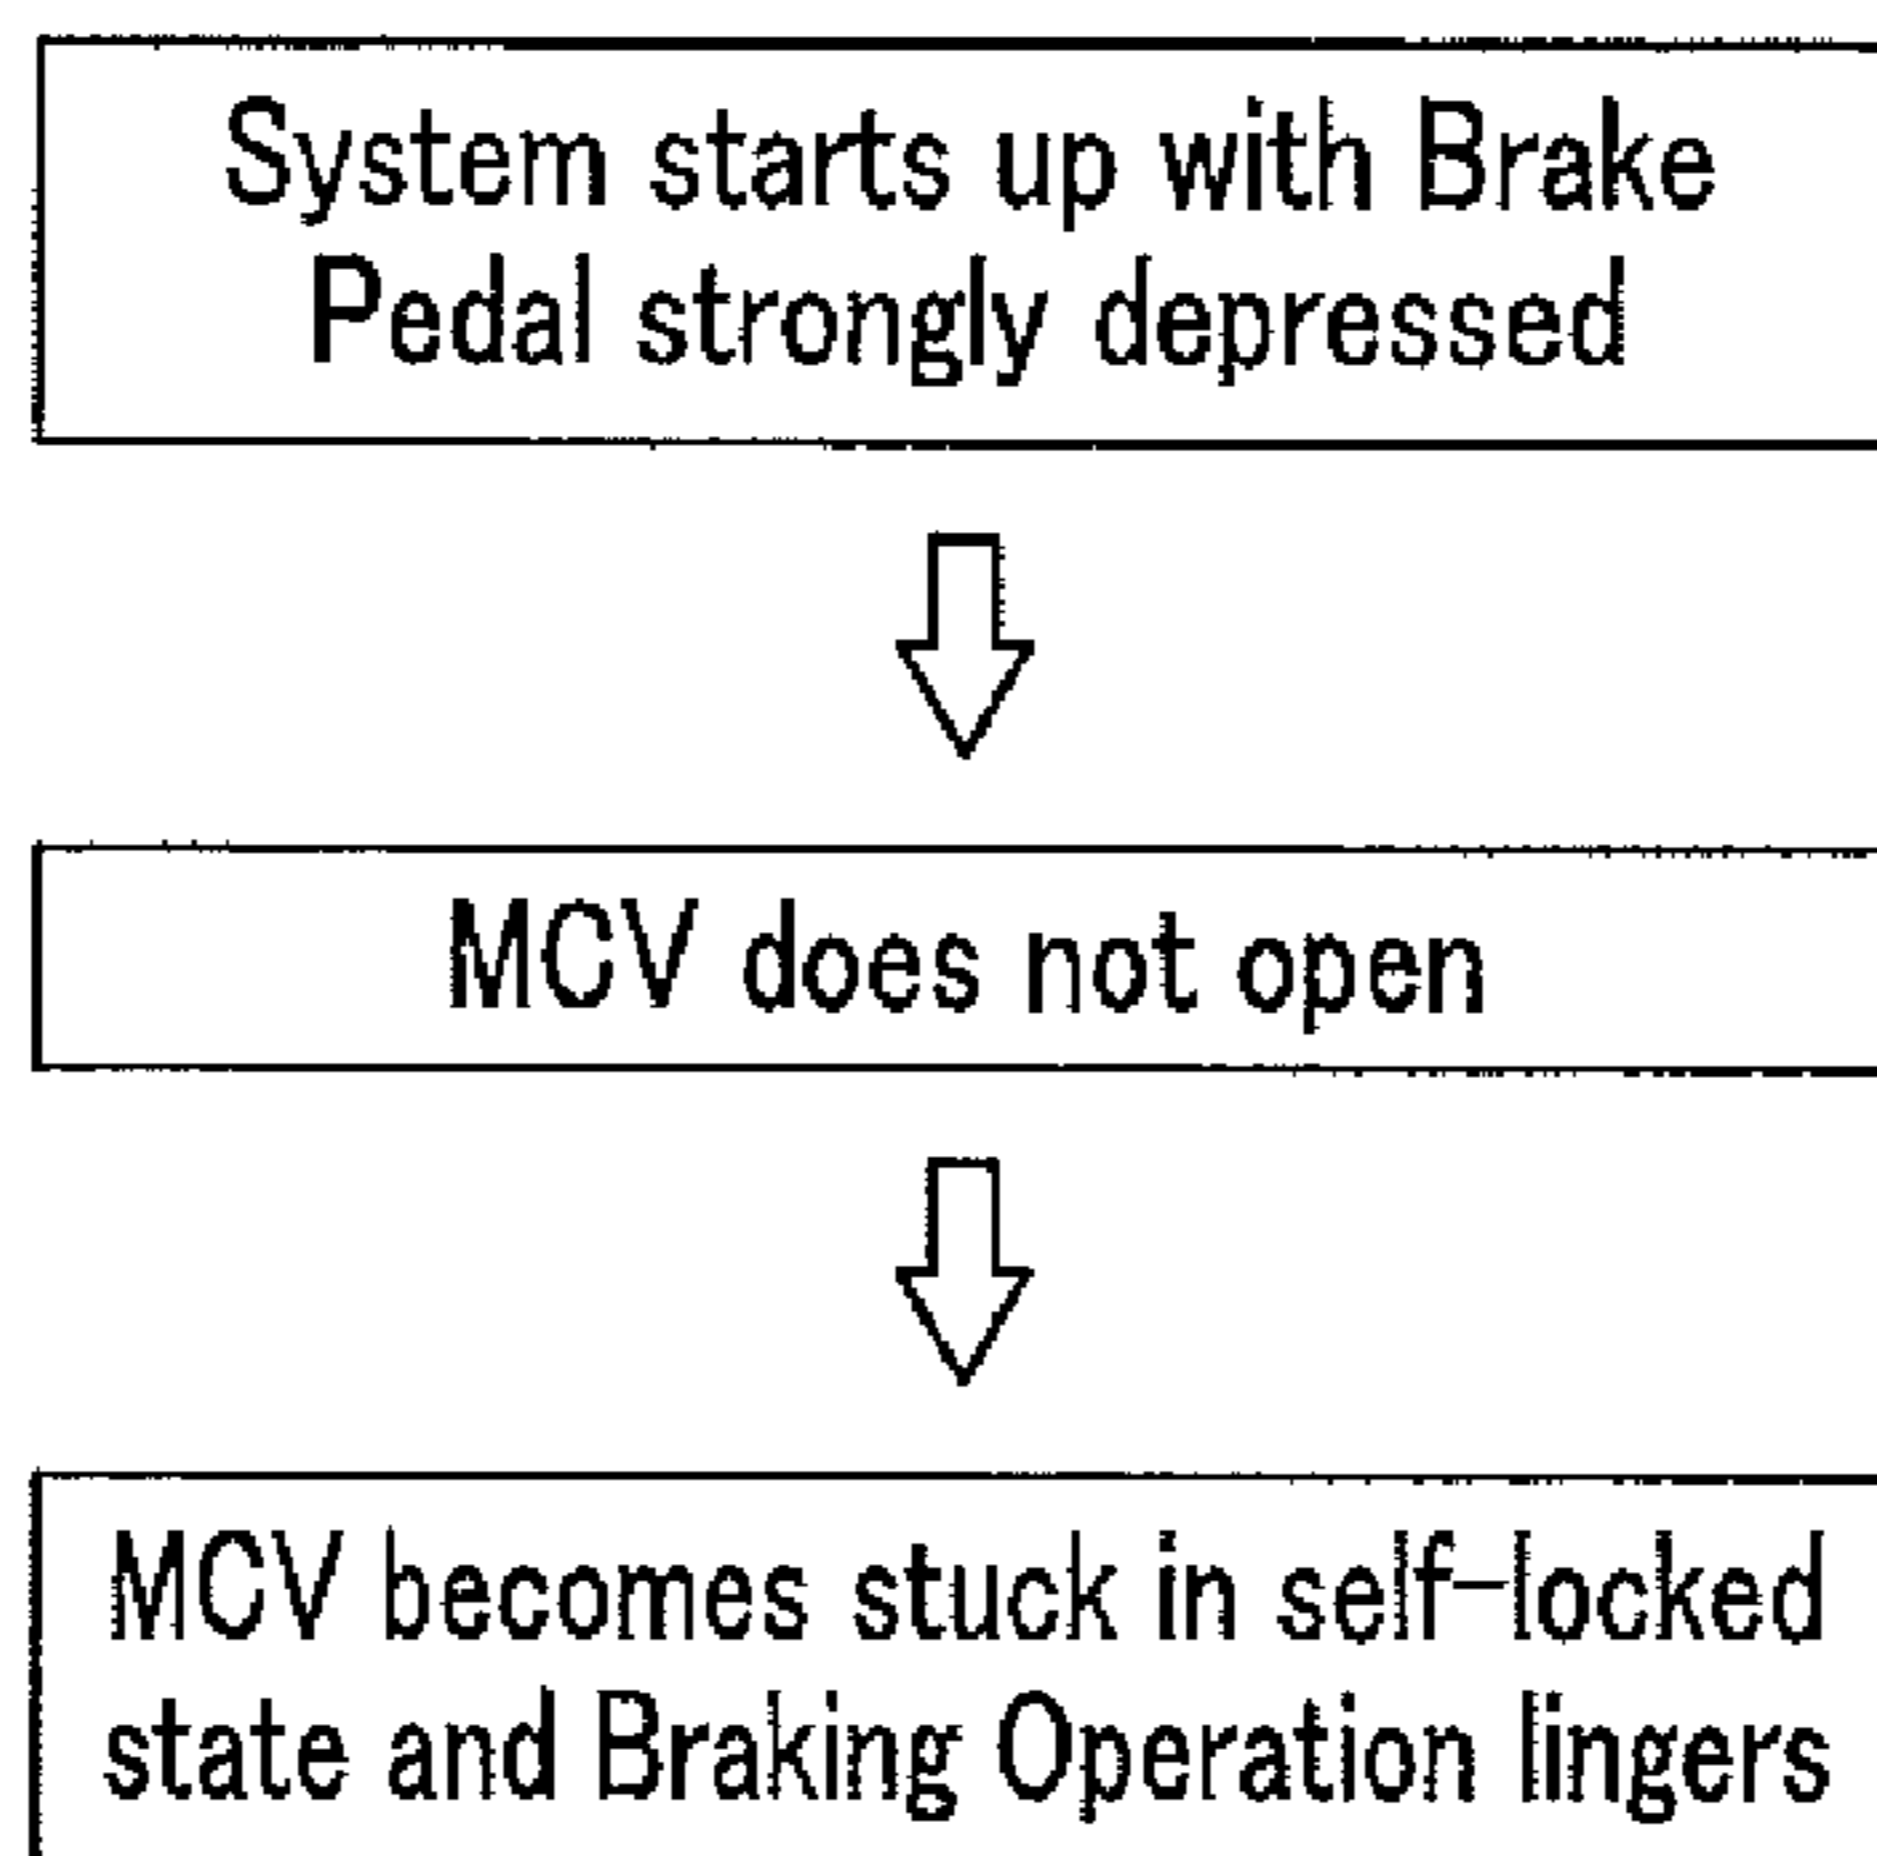 System starts up with Brake
Pedal strongly depressed
MCV does not open
MCV becomes stuck in self-locked
state and Braking Operation lingers